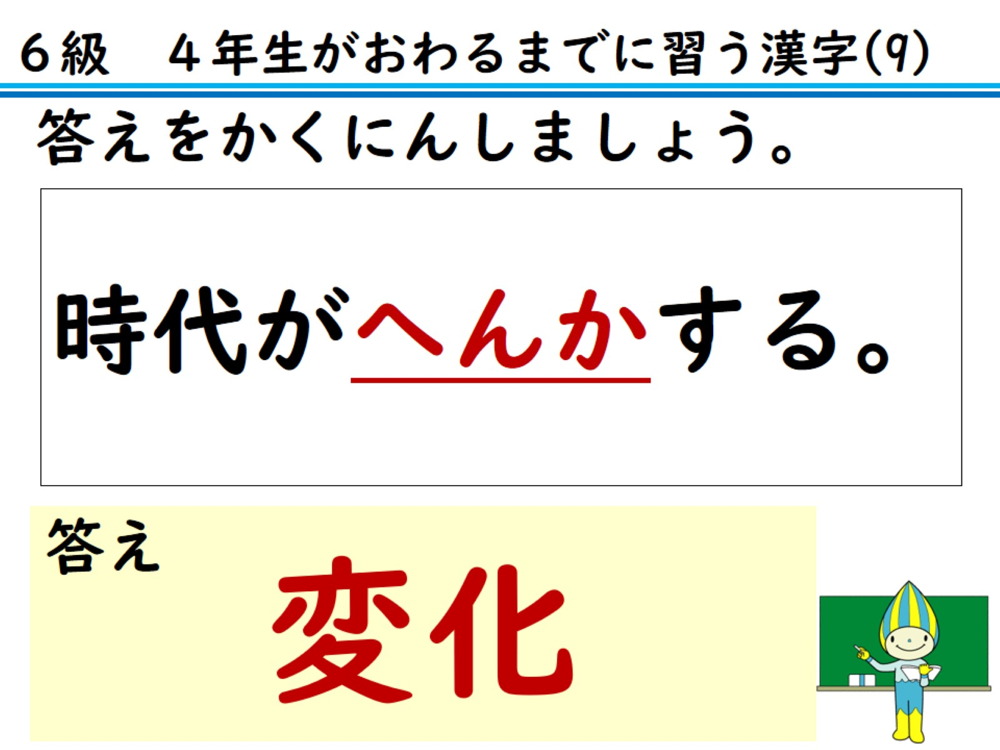 ６級　４年生がおわるまでに習う漢字(9)
答えをかくにんしましょう。
時代がへんかする。
答え
変化